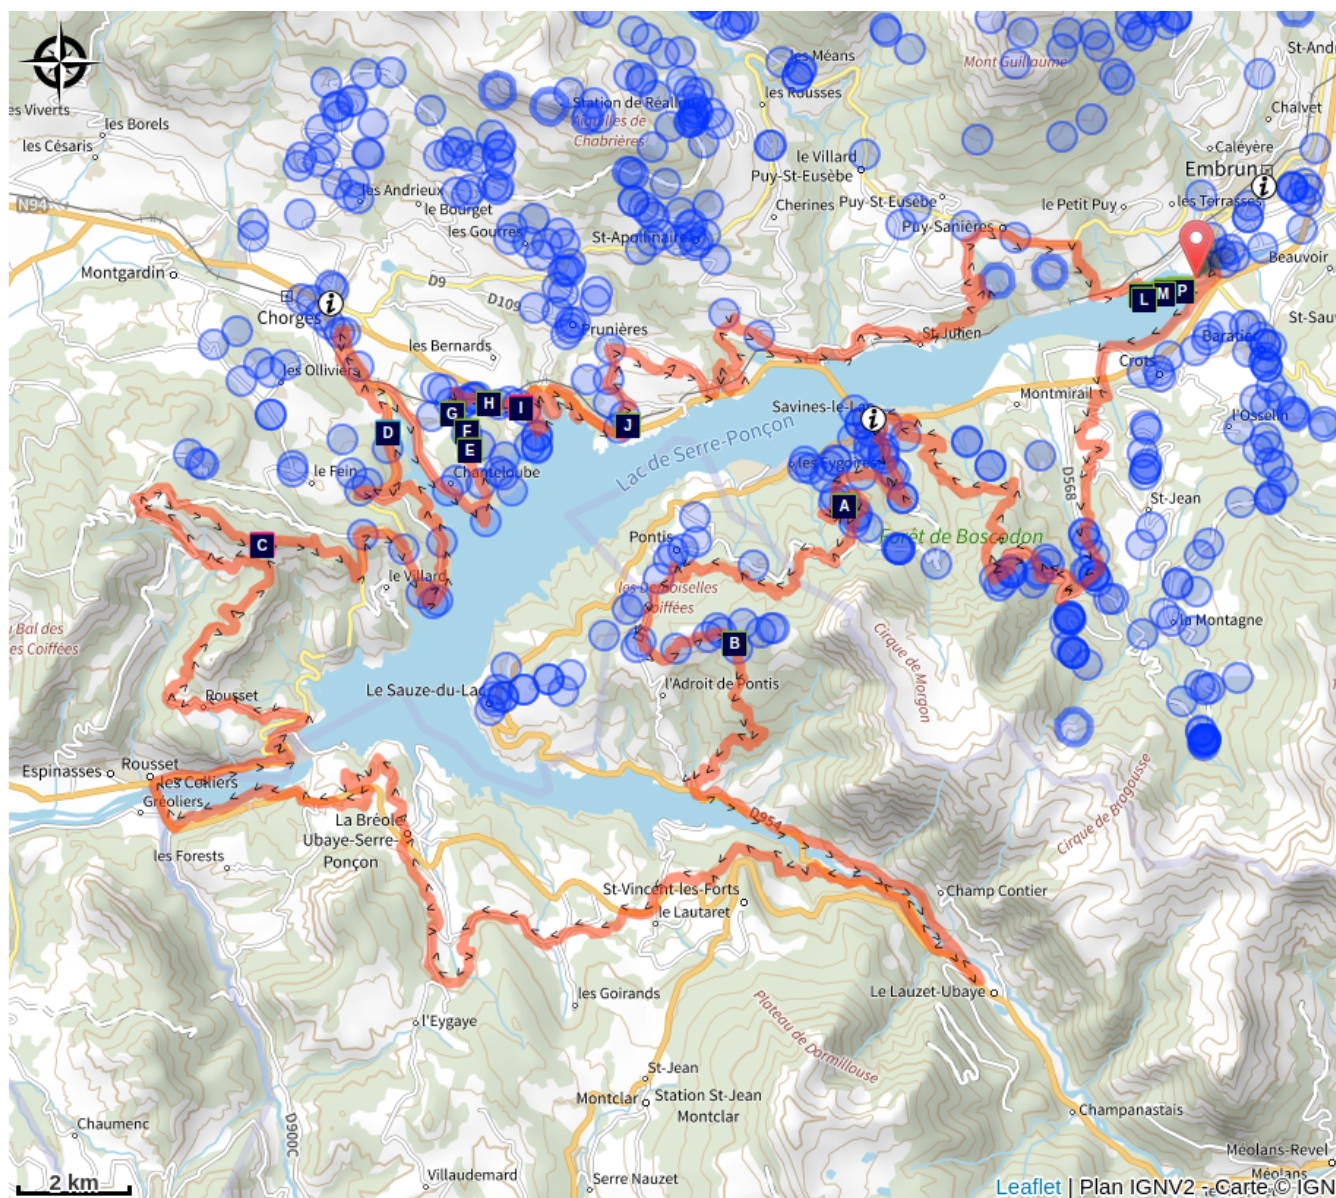 les Méans
St-And
Mont Guillaume
les Rousses
Station de Réallon
Chalvet
es Viverts
les Borels
Aiguilles de
Chabrières
les Césaris
Caléyère
le Villard
Embrun
Puy-St-Eusèbe
i
les Andrieux
N94
le Bourget
Cherines
Puy-St-Eusèbe
le Petit Puy
les Terrasses
les Gourres
St-Apollinaire
Puy-Sanières
Beauvoir
Montgardin
D9
D109
L
M
P
i
Chorges
St-Sau
Prunières
St-Julien
Baratier
les Bernards
Crots
les Olliviers
Montmirail
G
H
I
J
Savines-le-La
i
l'Osselin
D
F
E
Lac de Serre-Ponçon
le Fein
Chanteloube
les Eygoires
D568
St-Jean
A
C
Pontis
Forêt de Boscodon
le Villard
les Demoiselles
Coiffées
u Bal des
es Coiffées
la Montagne
B
Cirque de Morgon
Le Sauze-du-Lac
l'Adroit de Pontis
Rousset
Espinasses
Rousset
les Celliers
Gréoliers
D954
Cirque de Bragousse
La Bréole
Ubaye-Serre-
Ponçon
les Forests
St-Vincent-les-Forts
Champ Contier
le Lautaret
les Goirands
Le Lauzet-Ubaye
Plateau de Dormillouse
l'Eygaye
St-Jean
Montclar
Station St-Jean
Montclar
Champanastais
Chaumenc
D900C
Méolans-Revel
Villaudemard
Serre Nauzet
Méolans
2 km
Leaflet | Plan IGNV2 - Carte © IGN